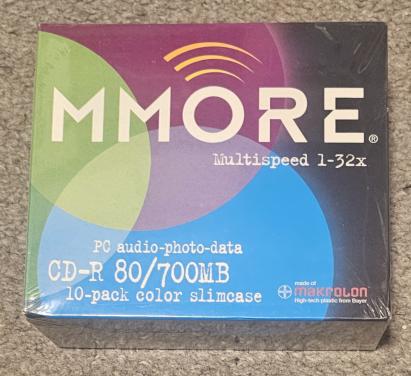 MMORE®
Multispeed 1-32x
PC audio-photo-data
CD-R 80/700MB
10-pack color slimcase
made of
makrolon
High-tech plastic from Bayer